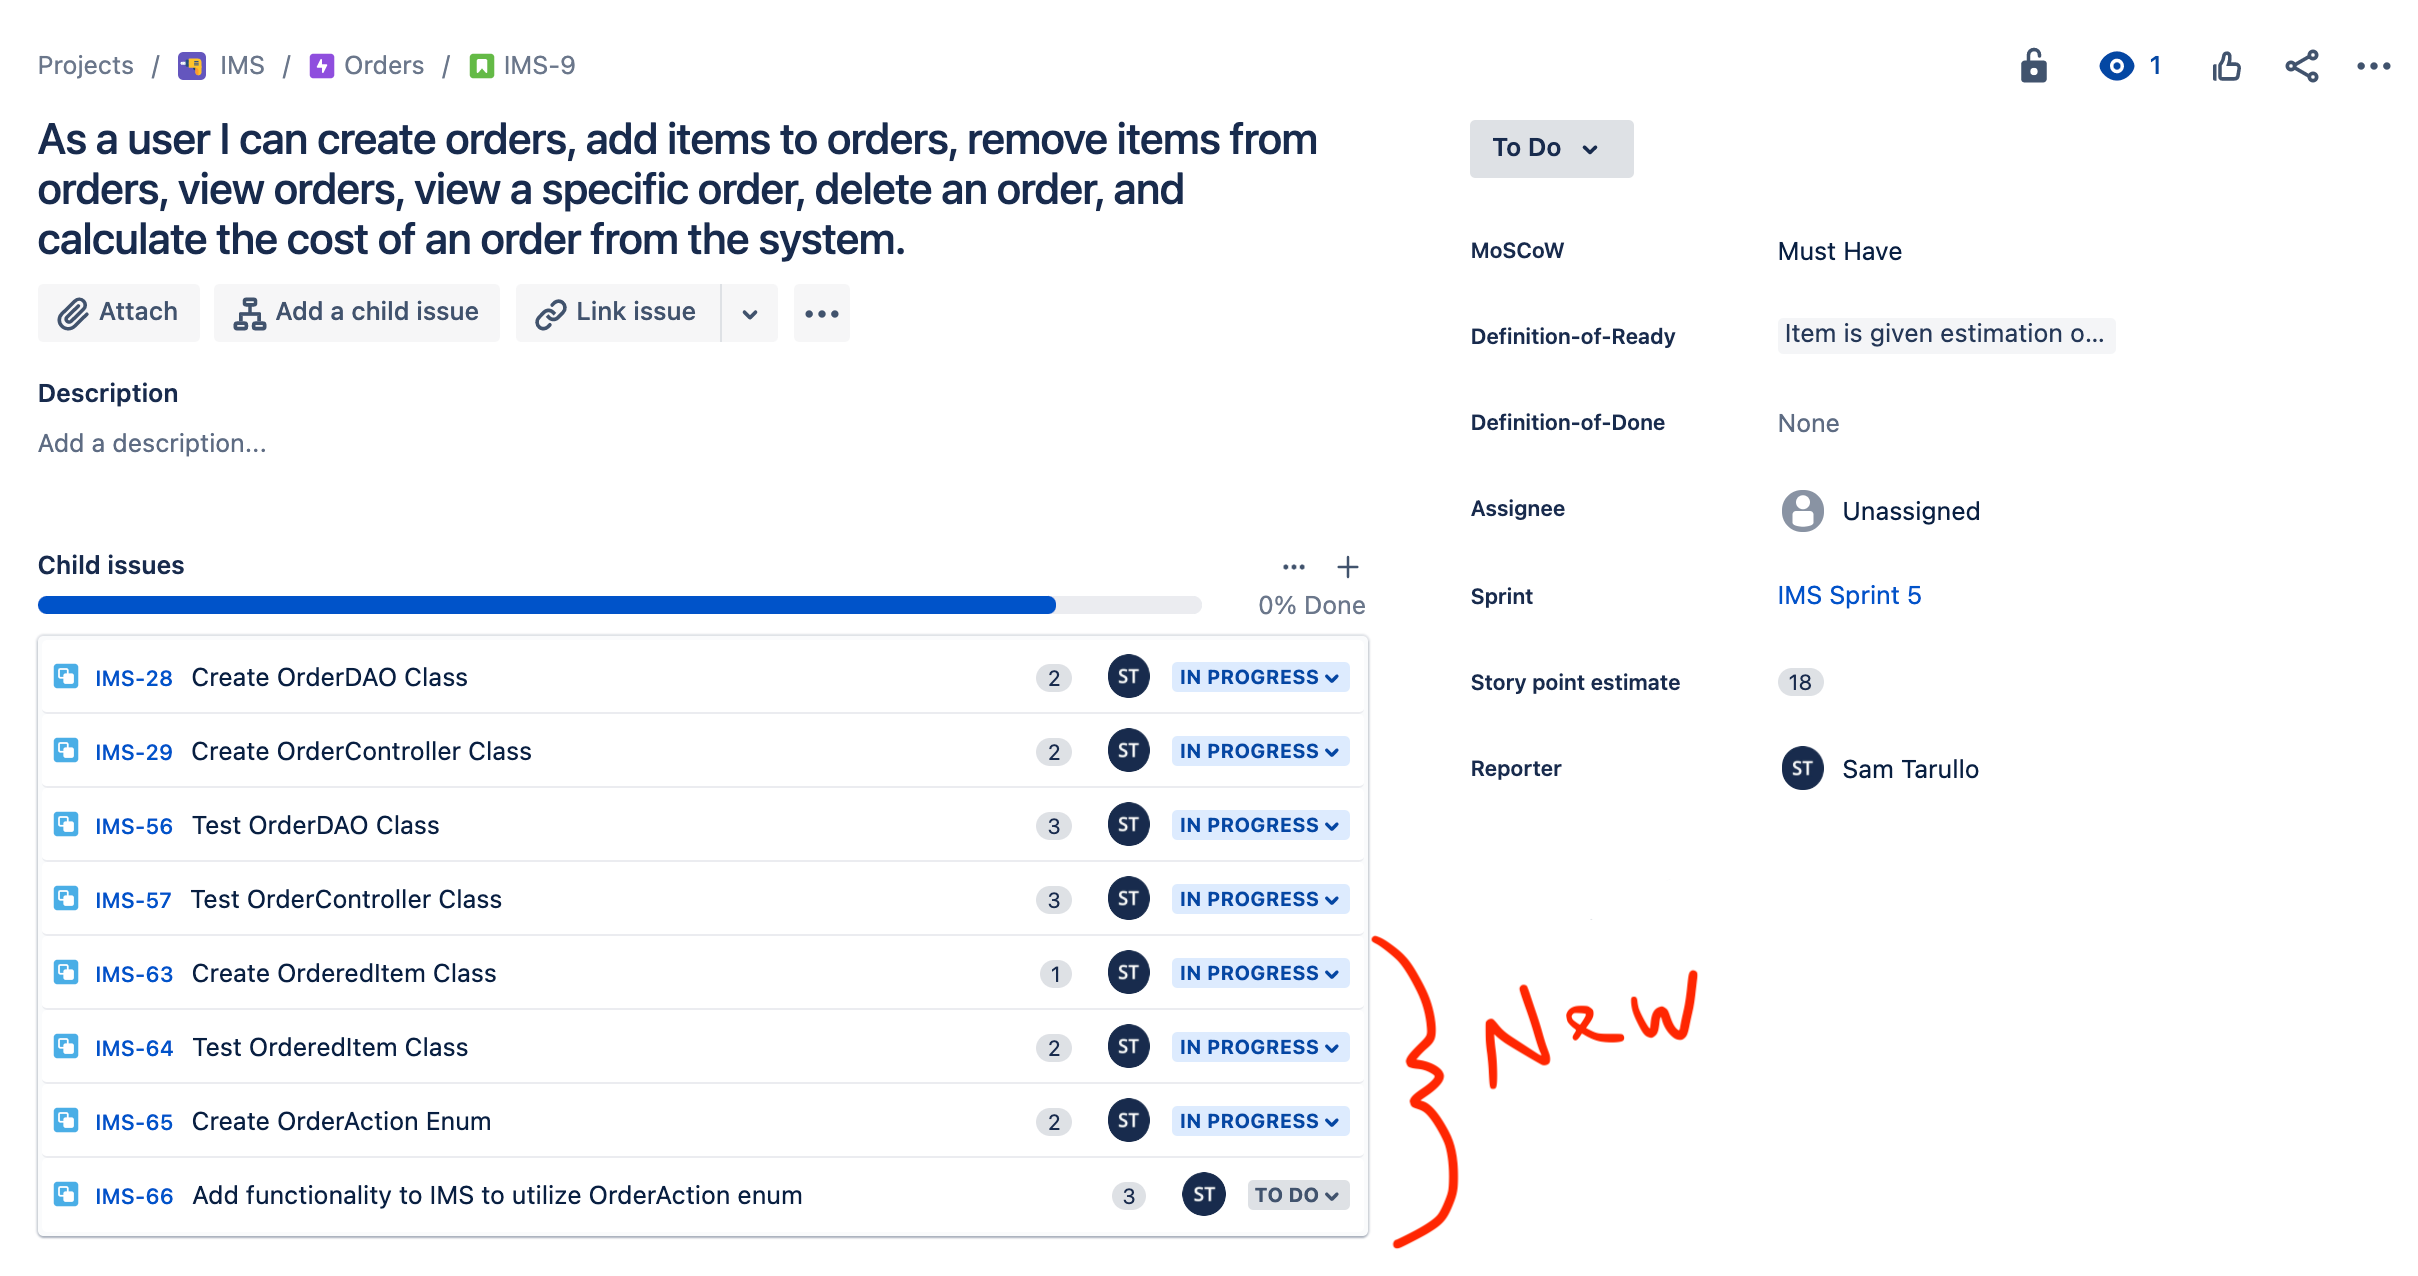 Projects / IMS / Orders / IMS-9
1
As a user I can create orders, add items to orders, remove items from
orders, view orders, view a specific order, delete an order, and
calculate the cost of an order from the system.
Attach
Add a child issue
Link issue
Description
Add a description...
Child issues
0% Done
IMS-28 Create OrderDAO Class 2 ST IN PROGRESS
IMS-29 Create OrderController Class 2 ST IN PROGRESS
IMS-56 Test OrderDAO Class 3 ST IN PROGRESS
IMS-57 Test OrderController Class 3 ST IN PROGRESS
IMS-63 Create OrderedItem Class 1 ST IN PROGRESS
IMS-64 Test OrderedItem Class 2 ST IN PROGRESS
IMS-65 Create OrderAction Enum 2 ST IN PROGRESS
IMS-66 Add functionality to IMS to utilize OrderAction enum 3 ST TO DO
To Do
MoSCoW Must Have
Definition-of-Ready Item is given estimation o...
Definition-of-Done None
Assignee Unassigned
Sprint IMS Sprint 5
Story point estimate 18
Reporter ST Sam Tarullo
New